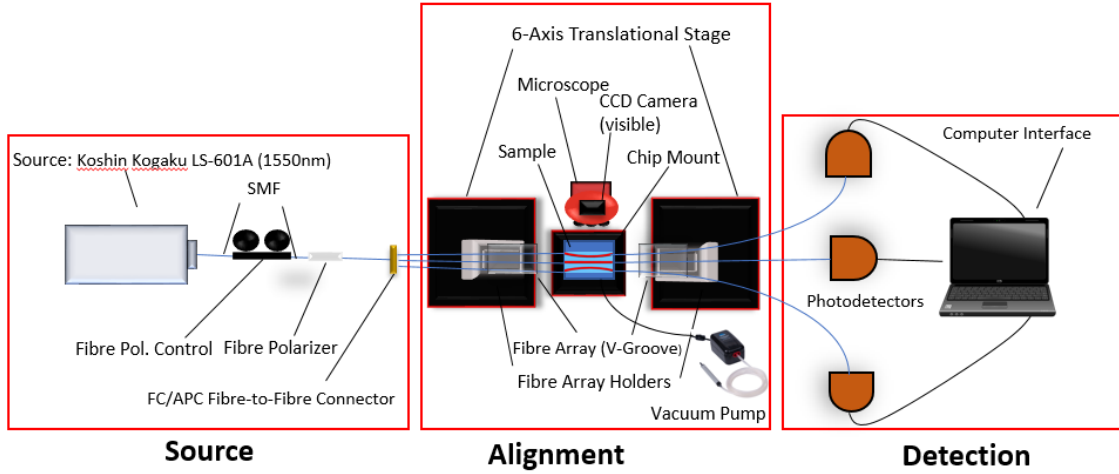 6-Axis Translational Stage
Microscope
CCD Camera
(visible)
Sample
Chip Mount
Computer Interface
Source: Koshin Kogaku LS-601A (1550nm)
SMF
Photodetectors
Fibre Pol. Control
Fibre Polarizer
Fibre Array (V-Groove)
Fibre Array Holders
FC/APC Fibre-to-Fibre Connector
Vacuum Pump
Source
Alignment
Detection